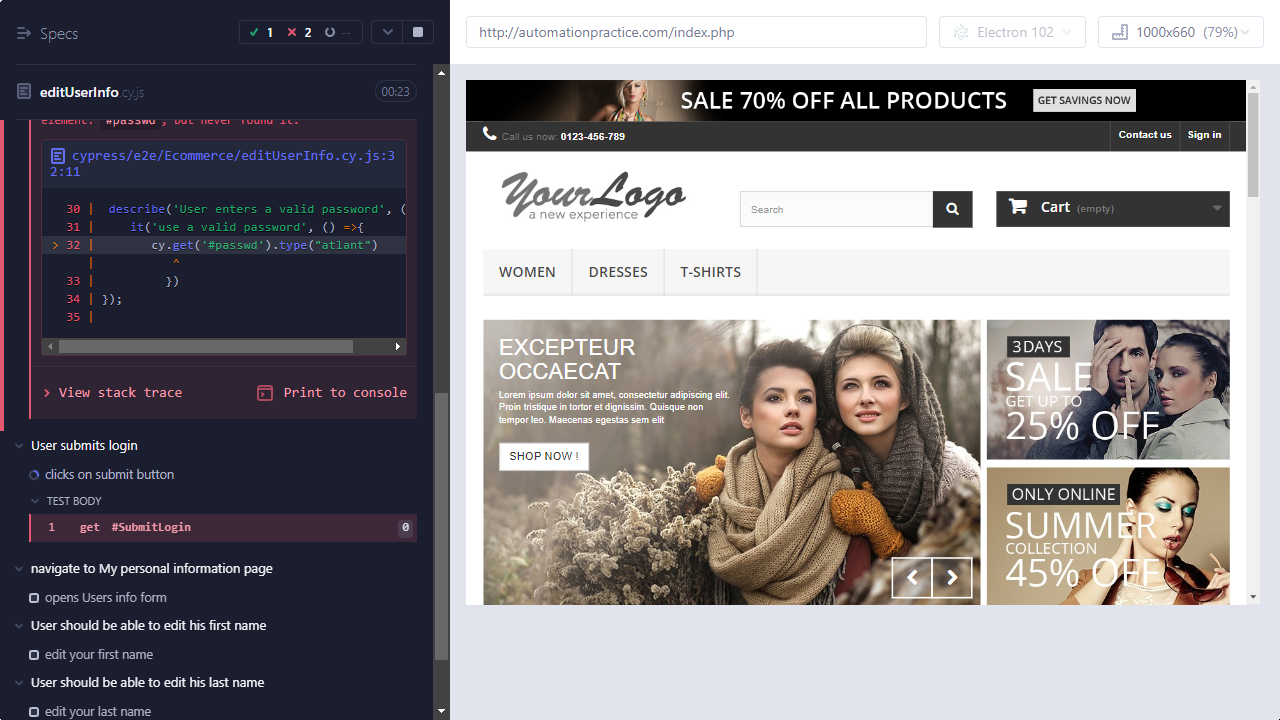 Specs
1
2
--
editUserInfo.cy.js
00:23
element: #passwd, but never found it.
cypress/e2e/Ecommerce/editUserInfo.cy.js:3
2:11
30 | describe('User enters a valid password', (
31 | it('use a valid password', () =>{
> 32 | cy.get('#passwd').type("atlant")
| ^
33 | })
34 | });
35 |
View stack trace
Print to console
User submits login
clicks on submit button
TEST BODY
1 get #SubmitLogin 0
navigate to My personal information page
opens Users info form
User should be able to edit his first name
edit your first name
User should be able to edit his last name
edit your last name
http://automationpractice.com/index.php
Electron 102
1000x660 (79%)
SALE 70% OFF ALL PRODUCTS
GET SAVINGS NOW
Call us now: 0123-456-789
Contact us
Sign in
YourLogo
a new experience
Search
Cart (empty)
WOMEN
DRESSES
T-SHIRTS
EXCEPTEUR
OCCAECAT
Lorem ipsum dolor sit amet, consectetur adipiscing elit.
Proin tristique in tortor et dignissim. Quisque non
tempor leo. Maecenas egestas sem elit
SHOP NOW !
3 DAYS
SALE
GET UP TO
25% OFF
ONLY ONLINE
SUMMER
COLLECTION
45% OFF